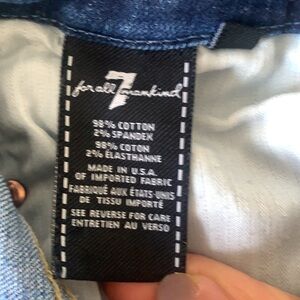 7
for all mankind
98% COTTON
2% SPANDEX
98% COTON
2% ÉLASTHANNE
MADE IN U.S.A.
OF IMPORTED FABRIC
FABRIQUÉ AUX ÉTATS-UNIS
DE TISSU IMPORTÉ
SEE REVERSE FOR CARE
ENTRETIEN AU VERSO